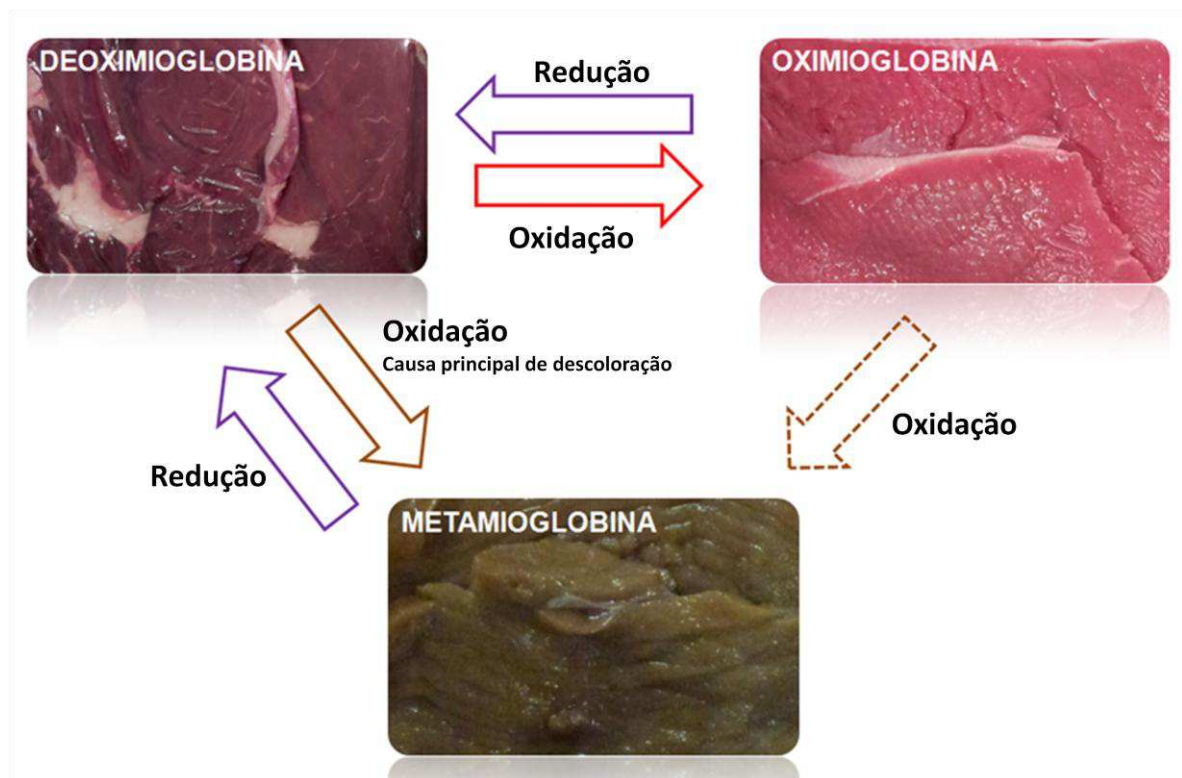 DEOXIMIOGLOBINA
Redução
OXIMIOGLOBINA
Oxidação
Oxidação
Causa principal de descoloração
Oxidação
Redução
METAMIOGLOBINA